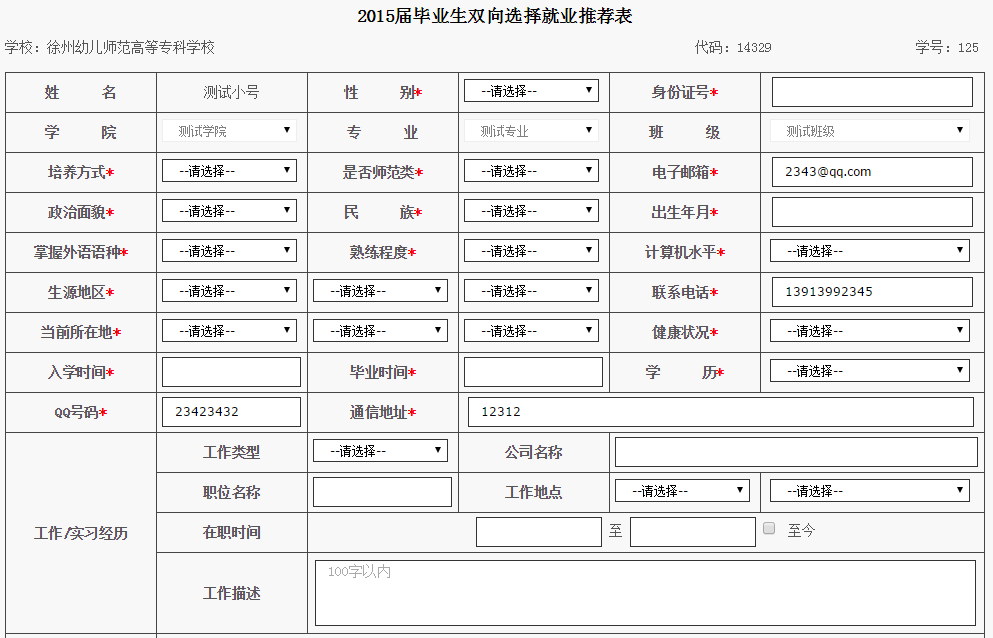 2015届毕业生双向选择就业推荐表
学校：徐州幼儿师范高等专科学校 代码：14329 学号：125
姓 名 测试小号 性 别* --请选择-- 身份证号*
学 院 测试学院 专 业 测试专业 班 级 测试班级
培养方式* --请选择-- 是否师范类* --请选择-- 电子邮箱* 2343@qq.com
政治面貌* --请选择-- 民 族* --请选择-- 出生年月*
掌握外语语种* --请选择-- 熟练程度* --请选择-- 计算机水平* --请选择--
生源地区* --请选择-- --请选择-- --请选择-- 联系电话* 13913992345
当前所在地* --请选择-- --请选择-- --请选择-- 健康状况* --请选择--
入学时间* 毕业时间* 学 历* --请选择--
QQ号码* 23423432 通信地址* 12312
工作类型 --请选择-- 公司名称
职位名称 工作地点 --请选择-- --请选择--
工作/实习经历 在职时间 至 至今
工作描述 100字以内